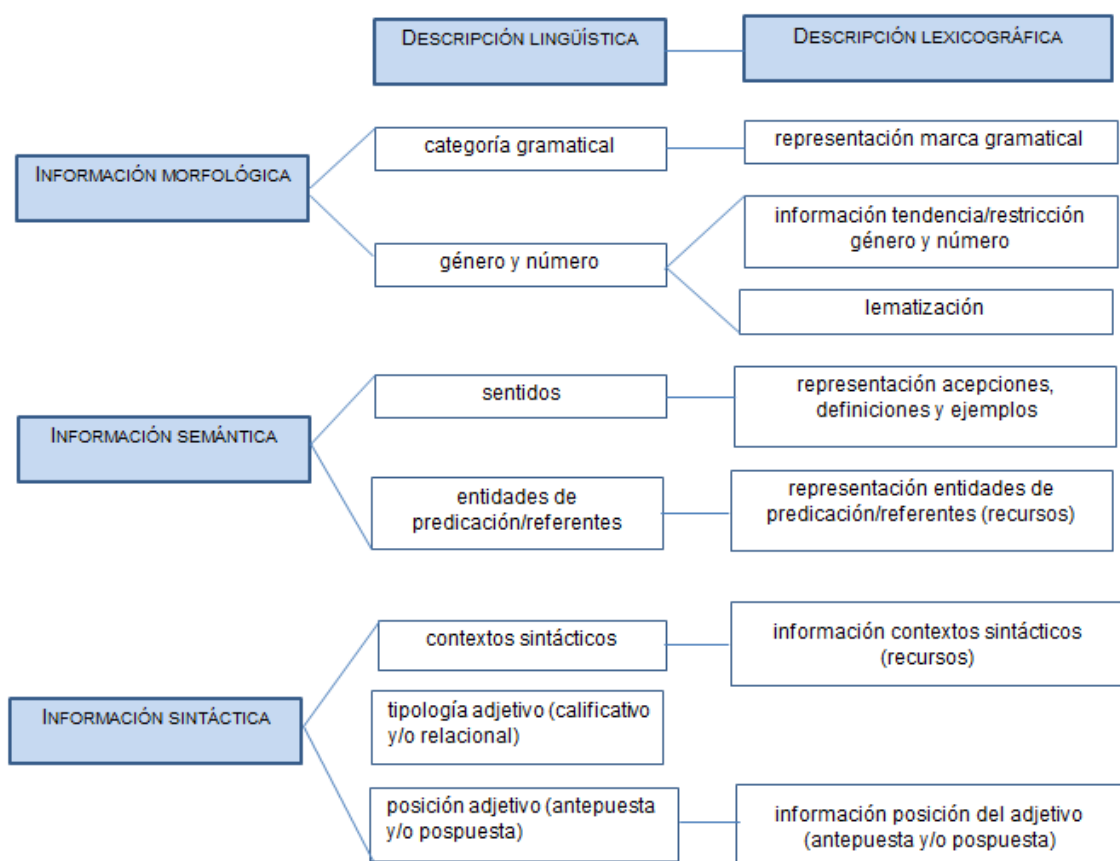 DESCRIPCIÓN LINGÜÍSTICA
DESCRIPCIÓN LEXICOGRÁFICA
INFORMACIÓN MORFOLÓGICA
categoría gramatical
representación marca gramatical
género y número
información tendencia/restricción
género y número
lematización
INFORMACIÓN SEMÁNTICA
sentidos
representación acepciones,
definiciones y ejemplos
entidades de
predicación/referentes
representación entidades de
predicación/referentes (recursos)
INFORMACIÓN SINTÁCTICA
contextos sintácticos
información contextos sintácticos
(recursos)
tipología adjetivo (calificativo
y/o relacional)
posición adjetivo (antepuesta
y/o pospuesta)
información posición del adjetivo
(antepuesta y/o pospuesta)